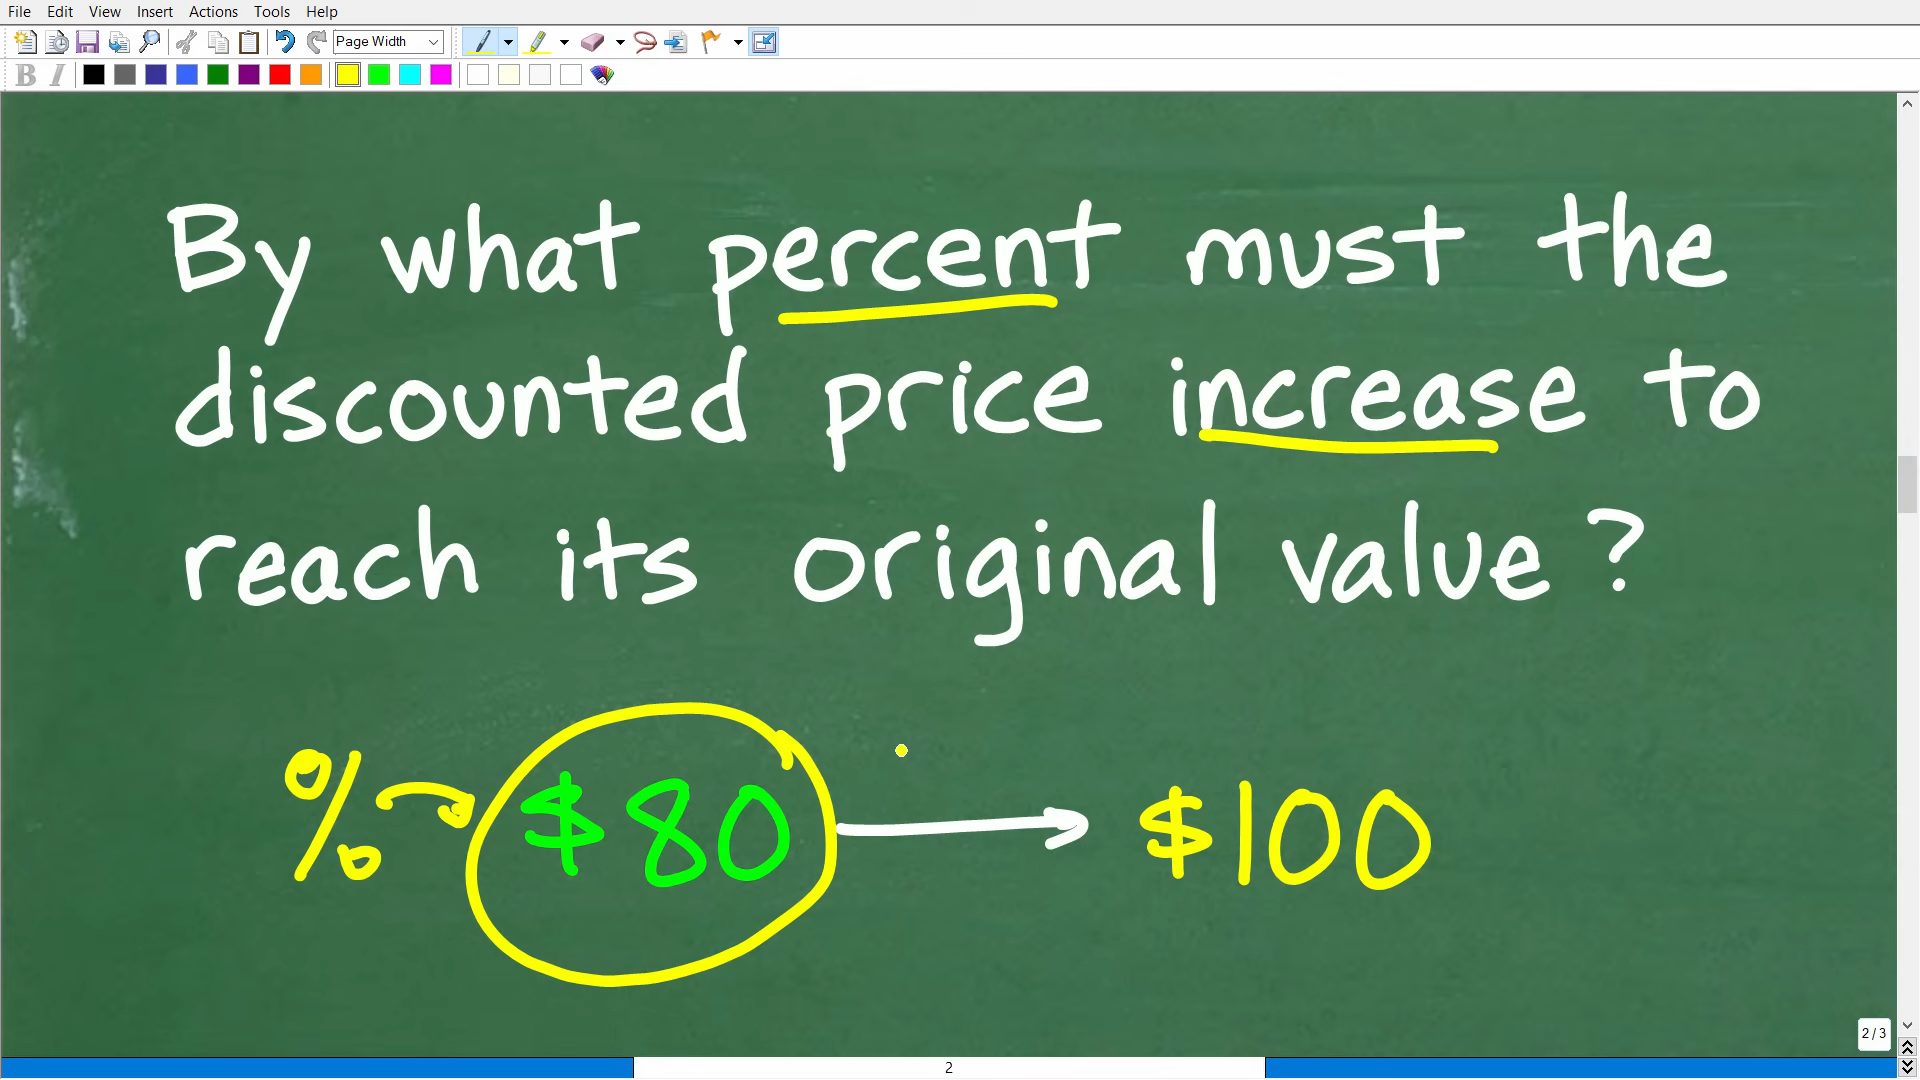 File Edit View Insert Actions Tools Help
Page Width
B I
By what percent must the
discounted price increase to
reach its original value?
% $80 $100
2 / 3
2